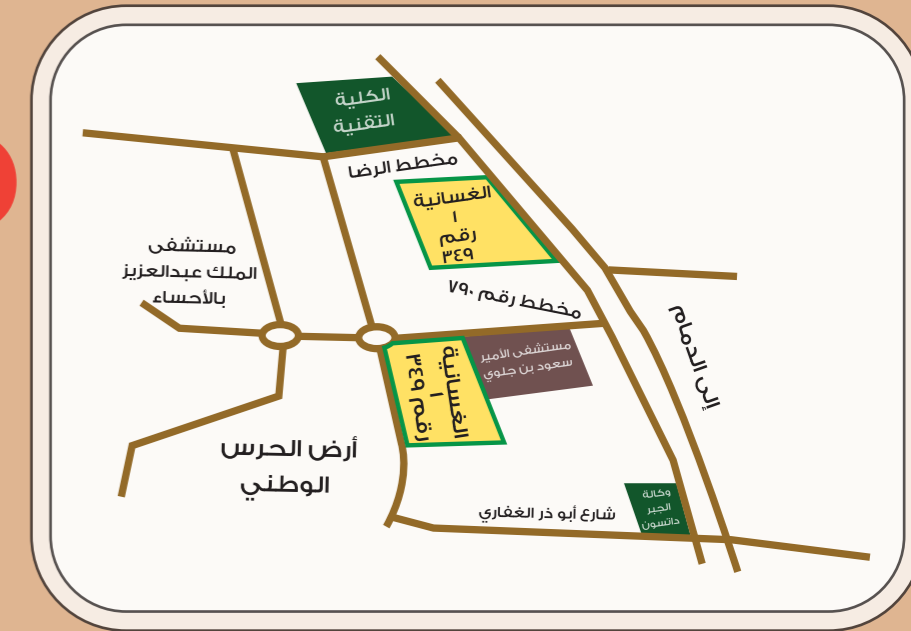 الكلية
التقنية
مخطط الرضا
الغسانية
١
رقم
٣٤٩
مستشفى
الملك عبدالعزيز
بالأحساء
مخطط رقم ٧٩٠
إلى الدمام
مستشفى الأمير
سعود بن جلوي
الغسانية
١
رقم ٣٤٩
أرض الحرس
الوطني
وكالة
الجبر
داتسون
شارع أبو ذر الغفاري